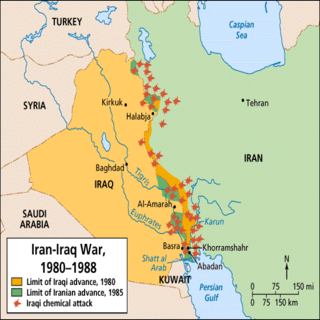 TURKEY
Caspian
Sea
SYRIA
Kirkuk
Halabja
Tehran
IRAN
Baghdad
IRAQ
Tigris
Euphrates
Al-Amarah
SAUDI
ARABIA
Karun
Basra
Khorramshahr
Shatt al
Arab
Abadan
KUWAIT
Persian
Gulf
Iran-Iraq War,
1980–1988
Limit of Iraqi advance, 1980
Limit of Iranian advance, 1985
Iraqi chemical attack
N
0 75 150 mi
0 75 150 km